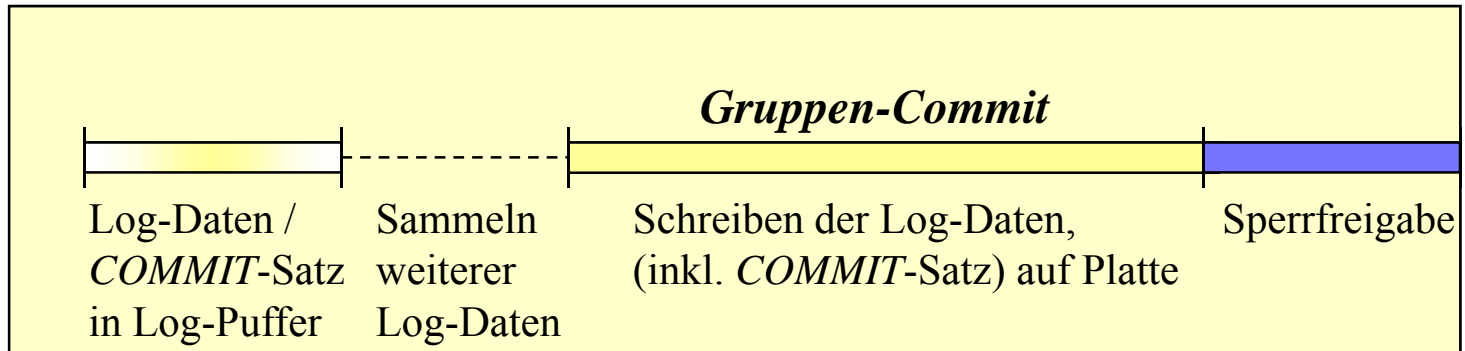 Gruppen-Commit
Log-Daten /
COMMIT-Satz
in Log-Puffer
Sammeln
weiterer
Log-Daten
Schreiben der Log-Daten,
(inkl. COMMIT-Satz) auf Platte
Sperrfreigabe